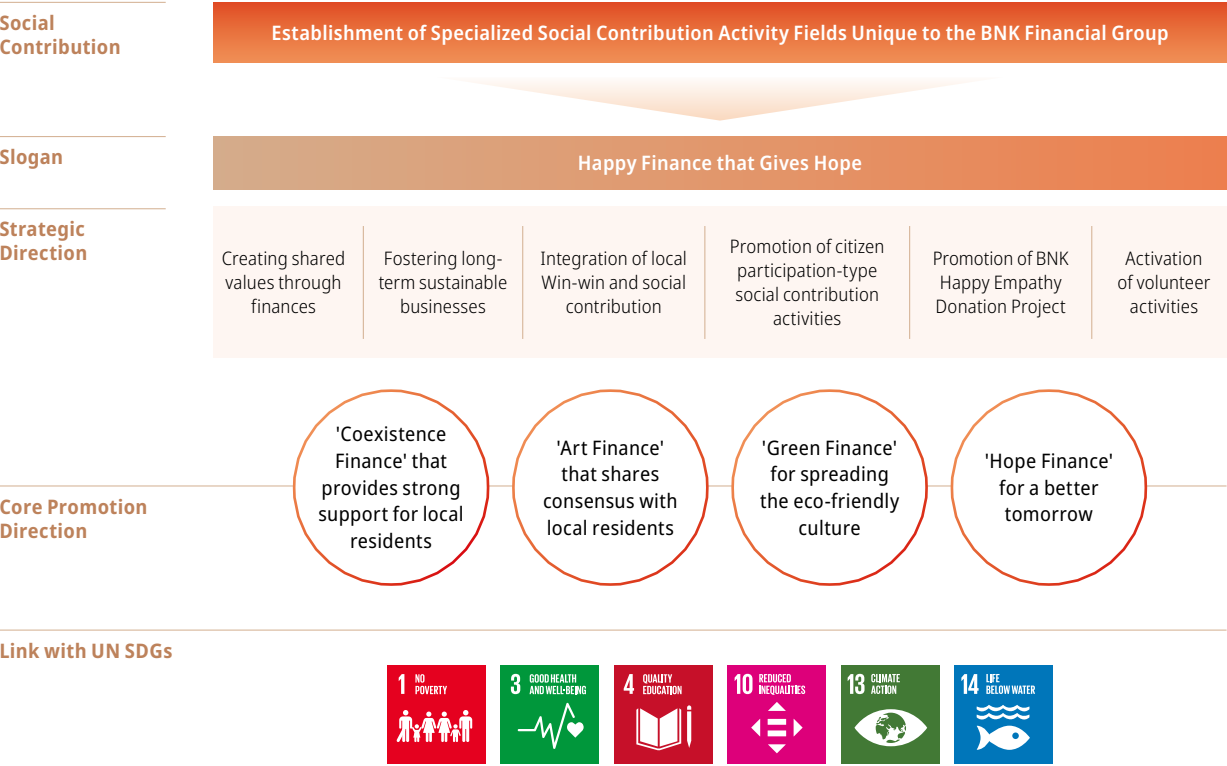 Social
Contribution
Establishment of Specialized Social Contribution Activity Fields Unique to the BNK Financial Group
Slogan
Happy Finance that Gives Hope
Strategic
Direction
Creating shared
values through
finances
Fostering long-
term sustainable
businesses
Integration of local
Win-win and social
contribution
Promotion of citizen
participation-type
social contribution
activities
Promotion of BNK
Happy Empathy
Donation Project
Activation
of volunteer
activities
Core Promotion
Direction
'Coexistence
Finance' that
provides strong
support for local
residents
'Art Finance'
that shares
consensus with
local residents
'Green Finance'
for spreading
the eco-friendly
culture
'Hope Finance'
for a better
tomorrow
Link with UN SDGs
1 NO
POVERTY
3 GOOD HEALTH
AND WELL-BEING
4 QUALITY
EDUCATION
10 REDUCED
INEQUALITIES
13 CLIMATE
ACTION
14 LIFE
BELOW WATER